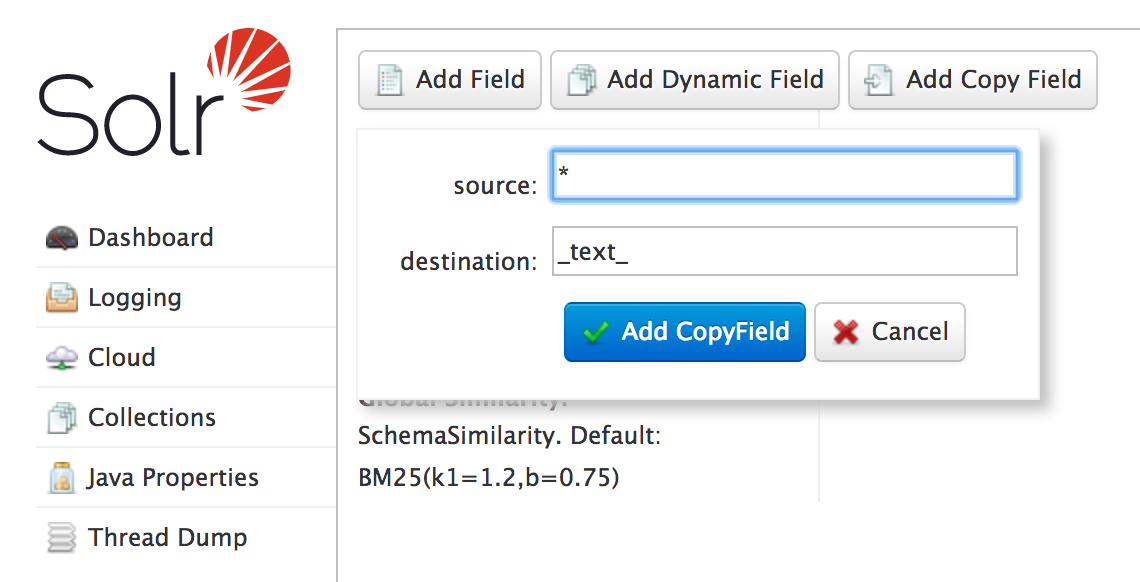 Solr
Add Field
Add Dynamic Field
Add Copy Field
source: *
destination: _text_
Add CopyField
Cancel
Global Similarity:
SchemaSimilarity. Default:
BM25(k1=1.2,b=0.75)
Dashboard
Logging
Cloud
Collections
Java Properties
Thread Dump